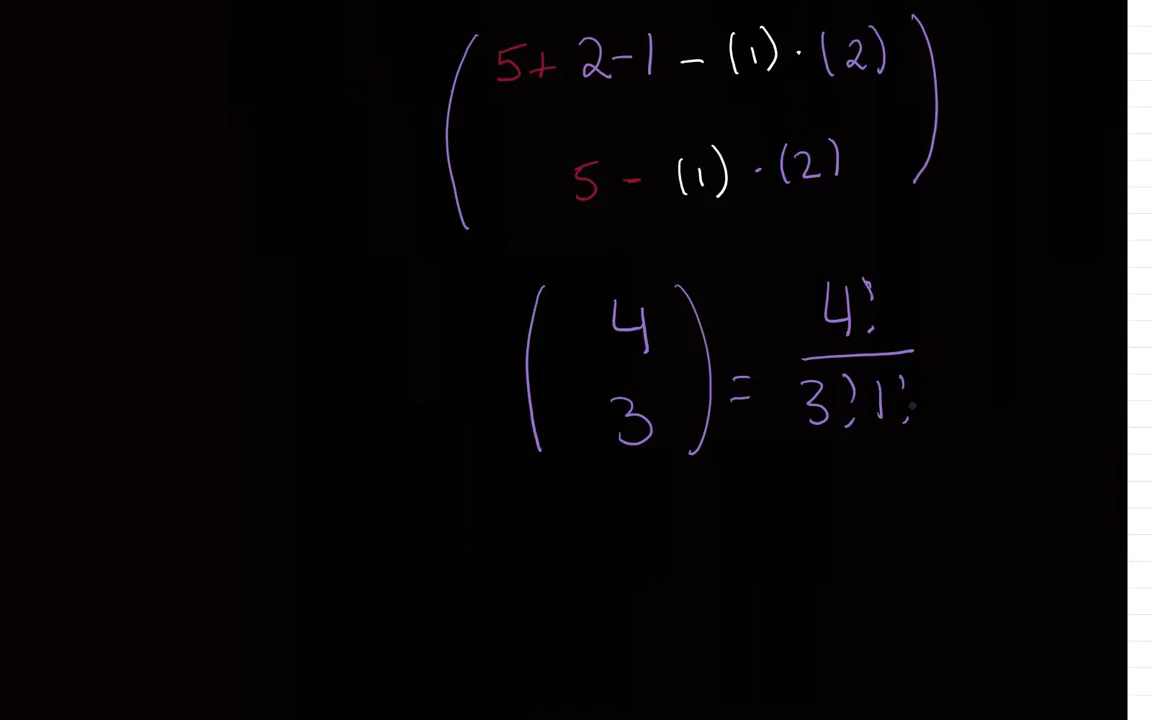 ( 5 + 2 - 1 - (1) · (2) )
5 - (1) · (2)
( 4 ) = 4!
3 3! 1!